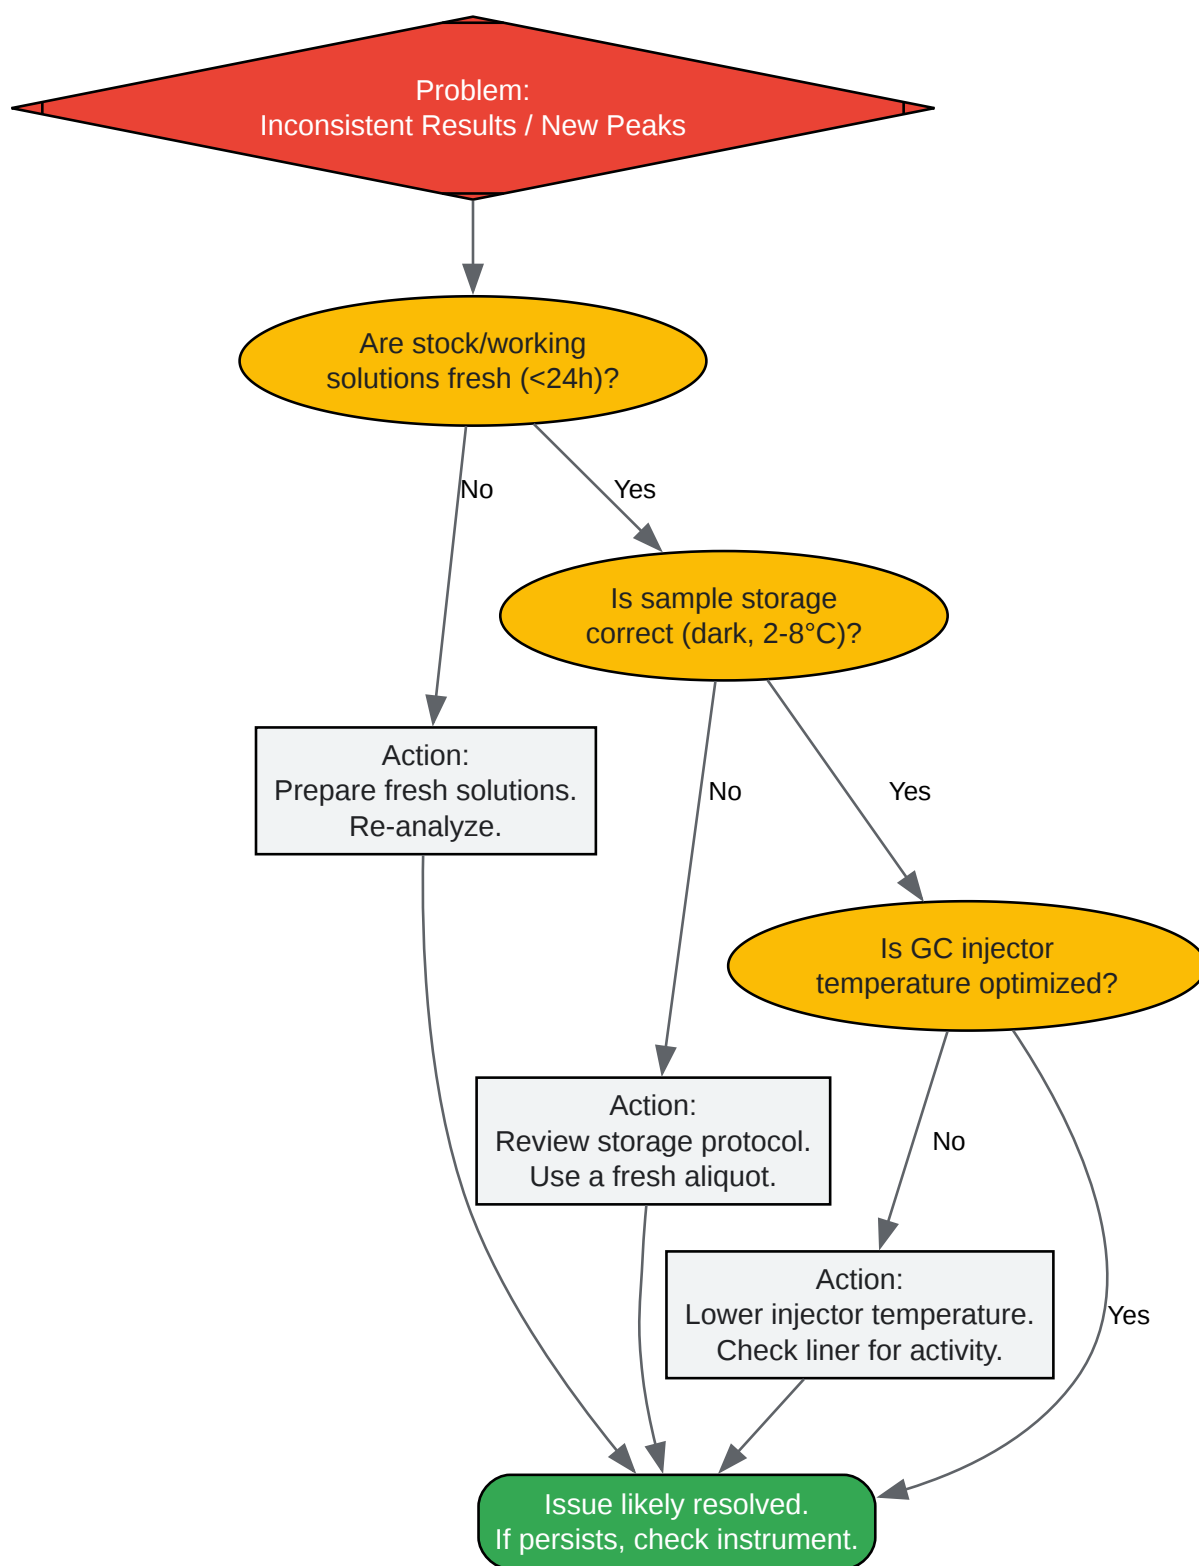 Problem:
Inconsistent Results / New Peaks
Are stock/working
solutions fresh (<24h)?
No
Yes
Is sample storage
correct (dark, 2-8°C)?
Action:
Prepare fresh solutions.
Re-analyze.
No
Yes
Is GC injector
temperature optimized?
Action:
Review storage protocol.
Use a fresh aliquot.
No
Yes
Action:
Lower injector temperature.
Check liner for activity.
Issue likely resolved.
If persists, check instrument.